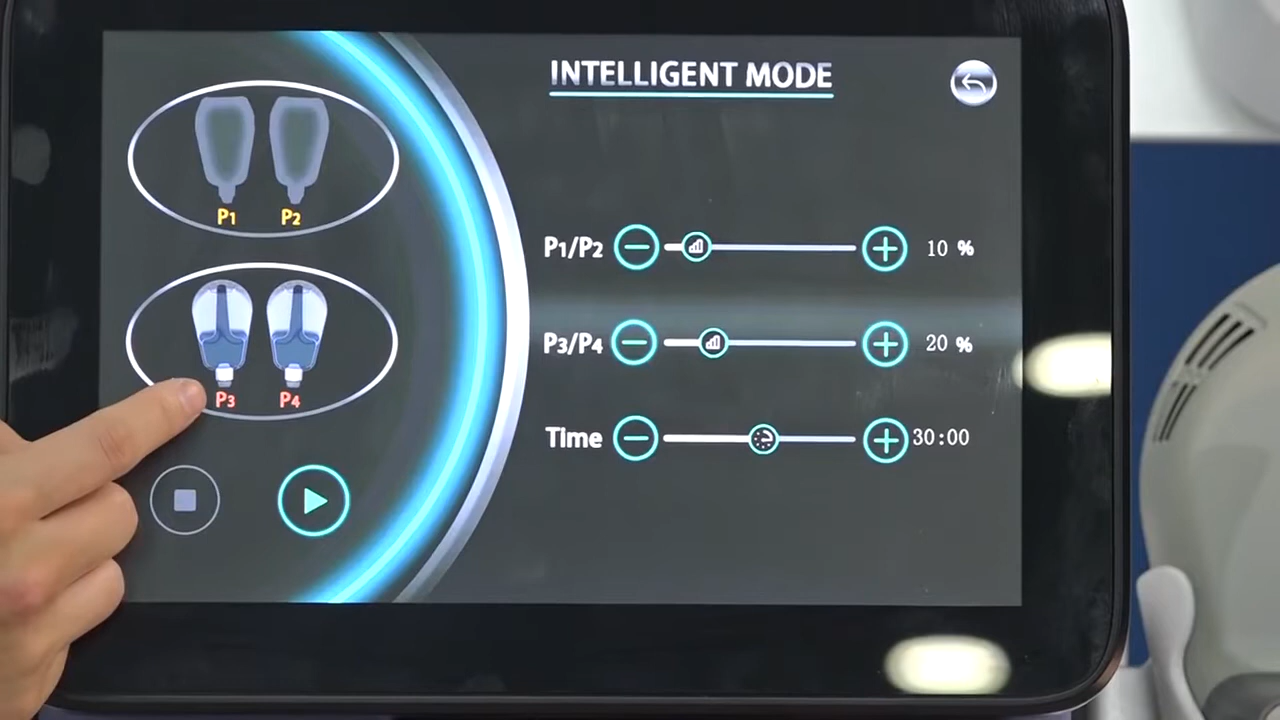 INTELLIGENT MODE
P1 P2
P1/P2 10 %
P3/P4 20 %
P3 P4
Time 30:00